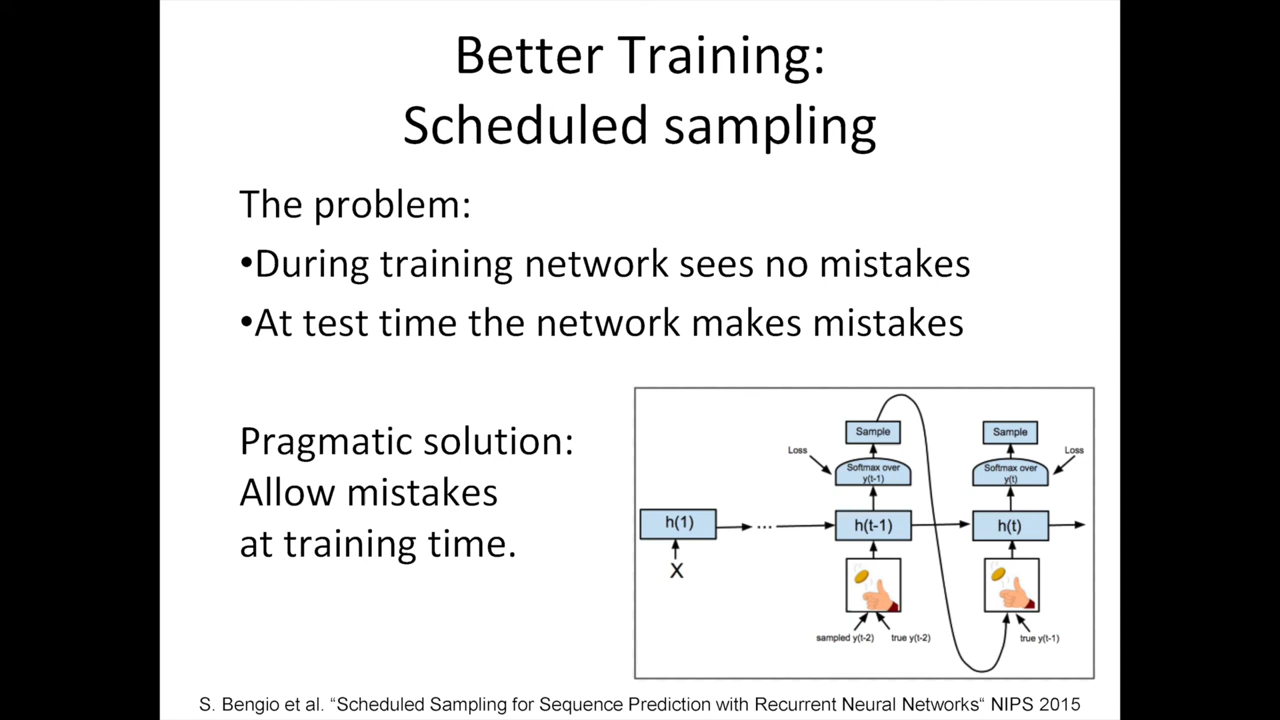 Better Training:
Scheduled sampling
The problem:
•During training network sees no mistakes
•At test time the network makes mistakes
Pragmatic solution:
Allow mistakes
at training time.
Sample
Sample
Loss
Softmax over
y(t-1)
Softmax over
y(t)
Loss
h(1)
...
h(t-1)
h(t)
X
sampled y(t-2)
true y(t-2)
true y(t-1)
S. Bengio et al. “Scheduled Sampling for Sequence Prediction with Recurrent Neural Networks“ NIPS 2015